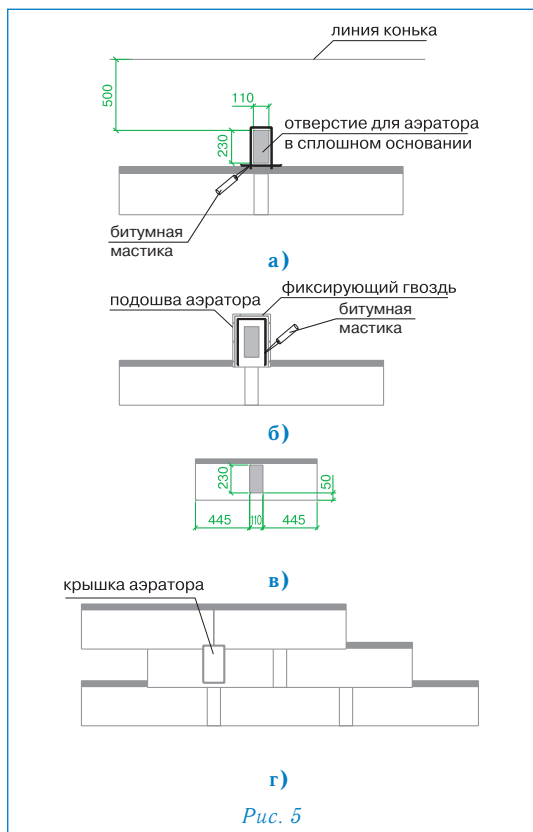 линия конька
500
110
230
отверстие для аэратора
в сплошном основании
битумная
мастика
а)
фиксирующий гвоздь
подошва аэратора
битумная
мастика
б)
230
50
445
110
445
в)
крышка аэратора
г)
Рис. 5